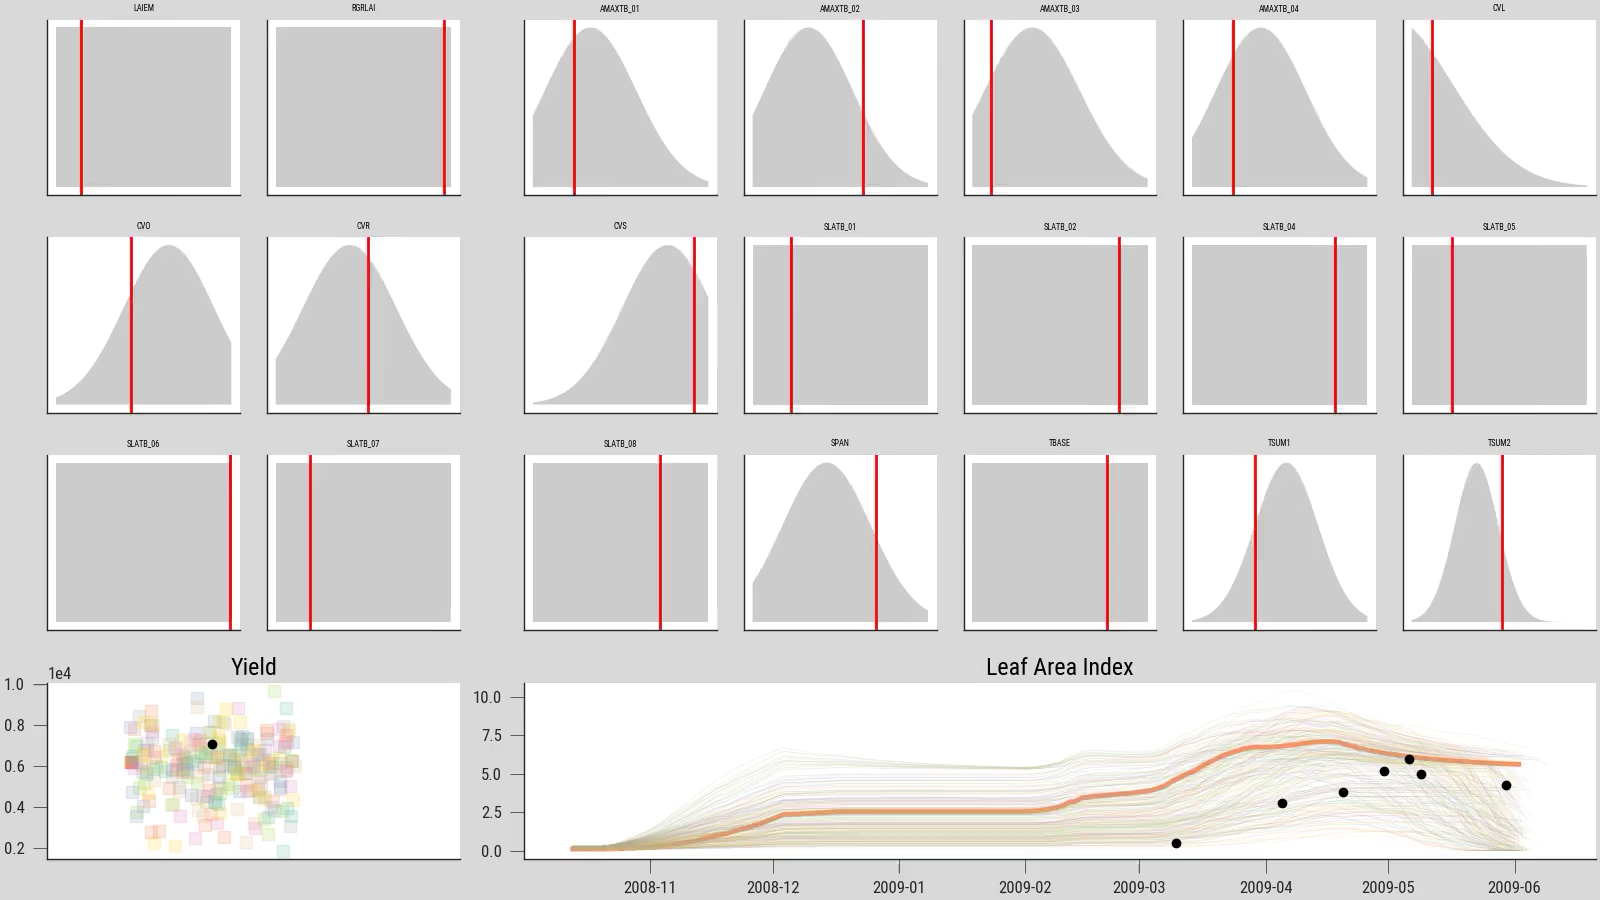 LAIEM RGRLAI AMAXTB_01 AMAXTB_02 AMAXTB_03 AMAXTB_04 CVL
CVO CVR CVS SLATB_01 SLATB_02 SLATB_04 SLATB_05
SLATB_06 SLATB_07 SLATB_08 SPAN TBASE TSUM1 TSUM2
Yield
1e4
1.0
0.8
0.6
0.4
0.2
Leaf Area Index
10.0
7.5
5.0
2.5
0.0
2008-11 2008-12 2009-01 2009-02 2009-03 2009-04 2009-05 2009-06